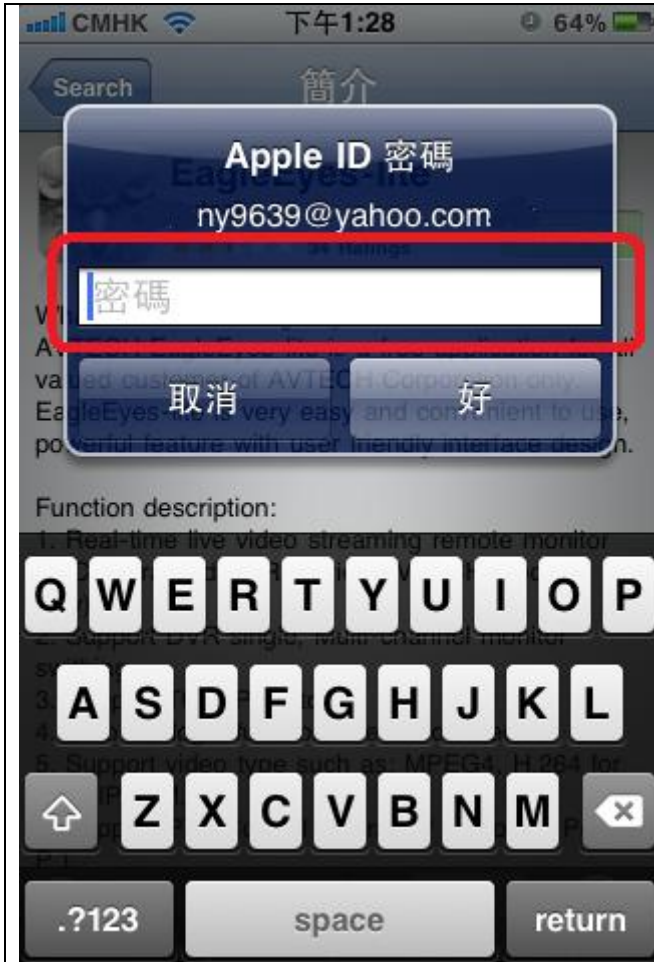 CMHK 下午1:28 64%
Search 簡介
Apple ID 密碼
EagleEyes-lite
ny9639@yahoo.com
密碼
取消 好
valued customer of AVTECH Corporation only.
EagleEyes-lite is very easy and convenient to use,
powerful feature with user friendly interface design.
Function description:
1. Real-time live video streaming remote monitor
Q W E R T Y U I O P
2. Support DVR single, Multi-channel monitor
A S D F G H J K L
5. Support video type such as: MPEG4, H.264 for
Z X C V B N M
.?123 space return